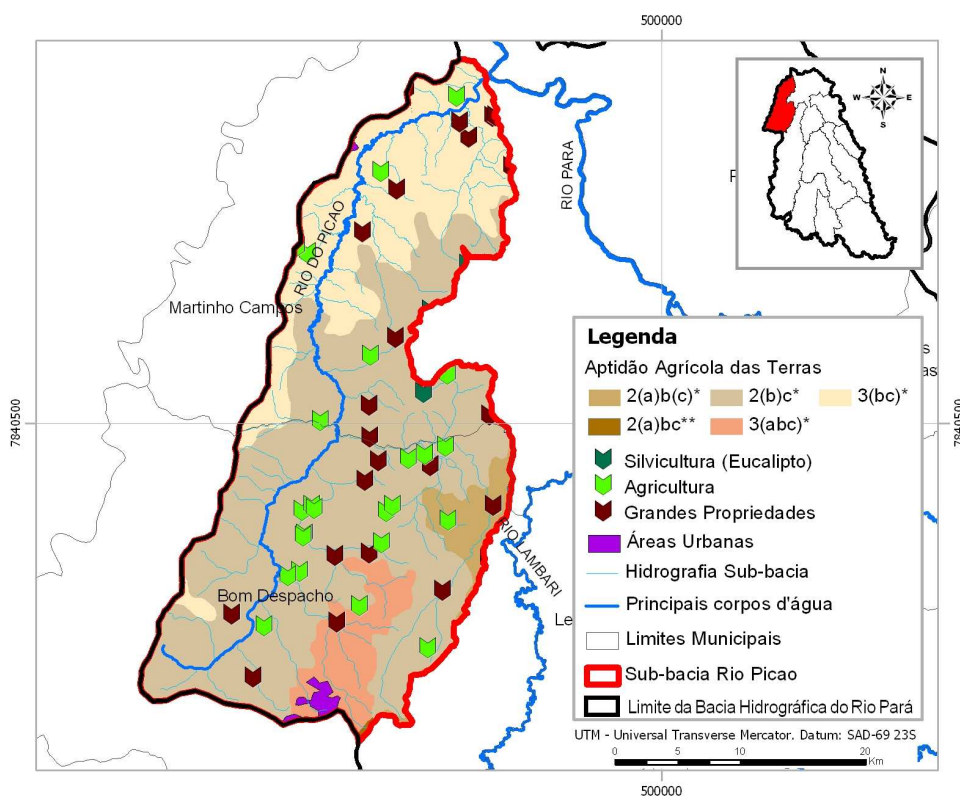 500000
N
W E
S
RIO PARA
RIO DO PICAO
Martinho Campos
7840500
7840500
RIO LAMBARI
Bom Despacho
Le
Legenda
Aptidão Agrícola das Terras
2(a)b(c)* 2(b)c* 3(bc)*
2(a)bc** 3(abc)*
Silvicultura (Eucalipto)
Agricultura
Grandes Propriedades
Áreas Urbanas
Hidrografia Sub-bacia
Principais corpos d'água
Limites Municipais
Sub-bacia Rio Picao
Limite da Bacia Hidrográfica do Rio Pará
UTM - Universal Transverse Mercator. Datum: SAD-69 23S
0 5 10 20
Km
500000